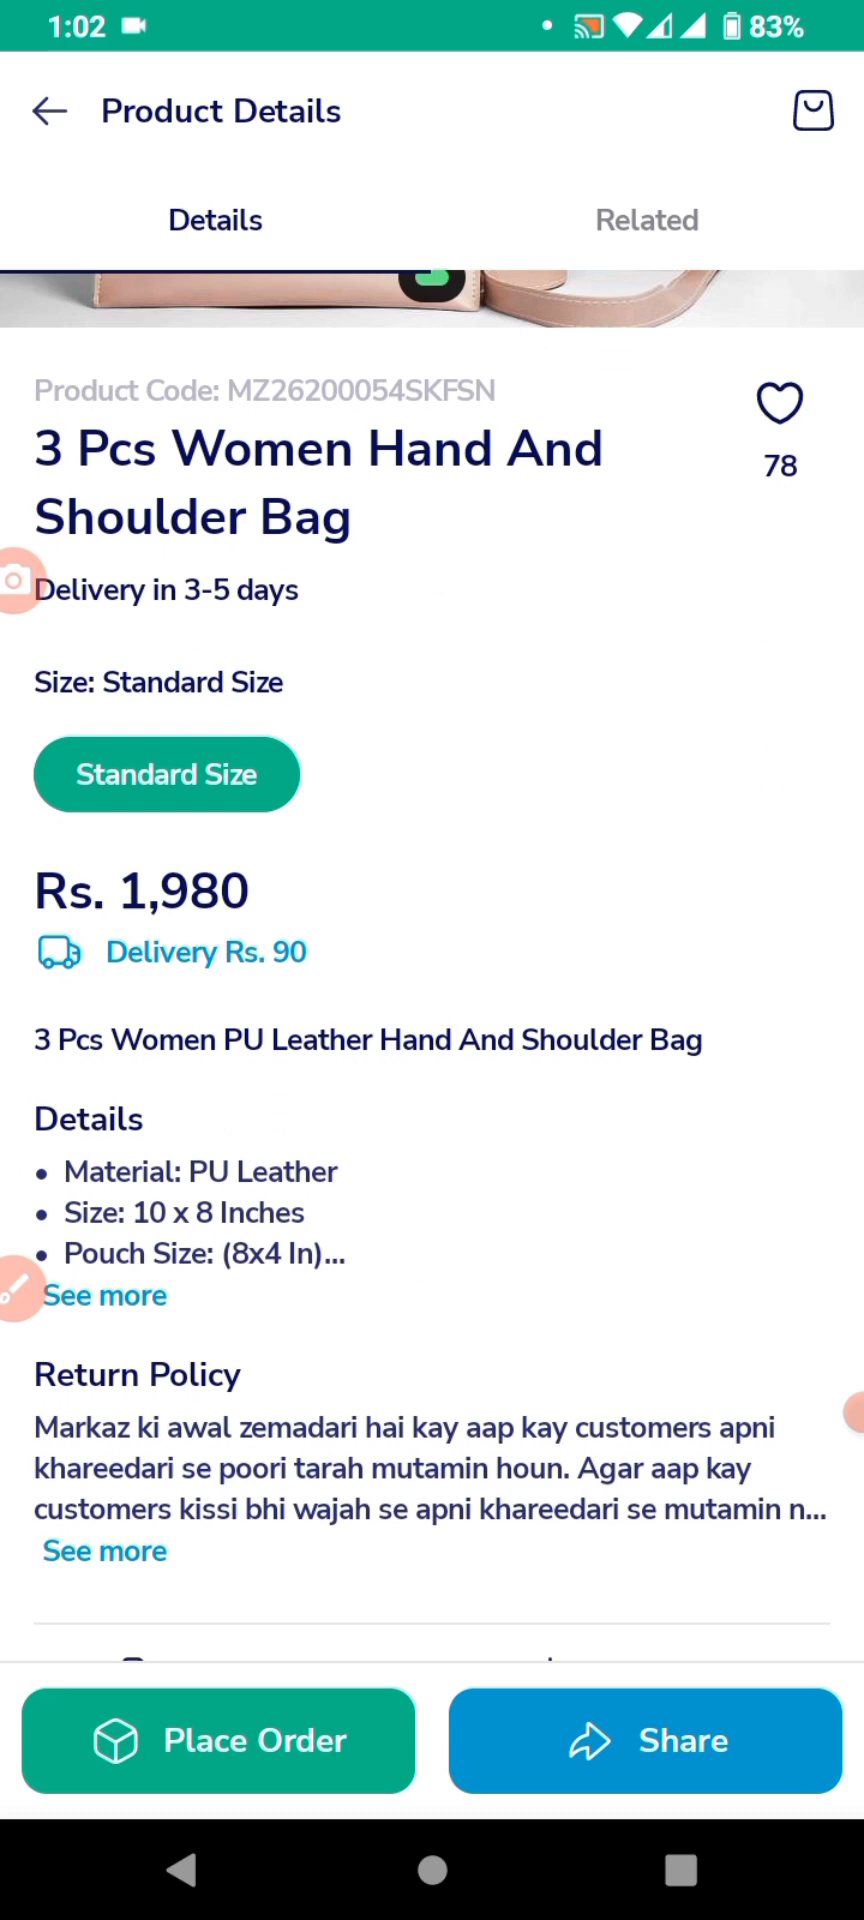 1:02
83%
Product Details
Details
Related
Product Code: MZ26200054SKFSN
3 Pcs Women Hand And
Shoulder Bag
78
Delivery in 3-5 days
Size: Standard Size
Standard Size
Rs. 1,980
Delivery Rs. 90
3 Pcs Women PU Leather Hand And Shoulder Bag
Details
• Material: PU Leather
• Size: 10 x 8 Inches
• Pouch Size: (8x4 In)...
See more
Return Policy
Markaz ki awal zemadari hai kay aap kay customers apni
khareedari se poori tarah mutamin houn. Agar aap kay
customers kissi bhi wajah se apni khareedari se mutamin n...
See more
Place Order
Share